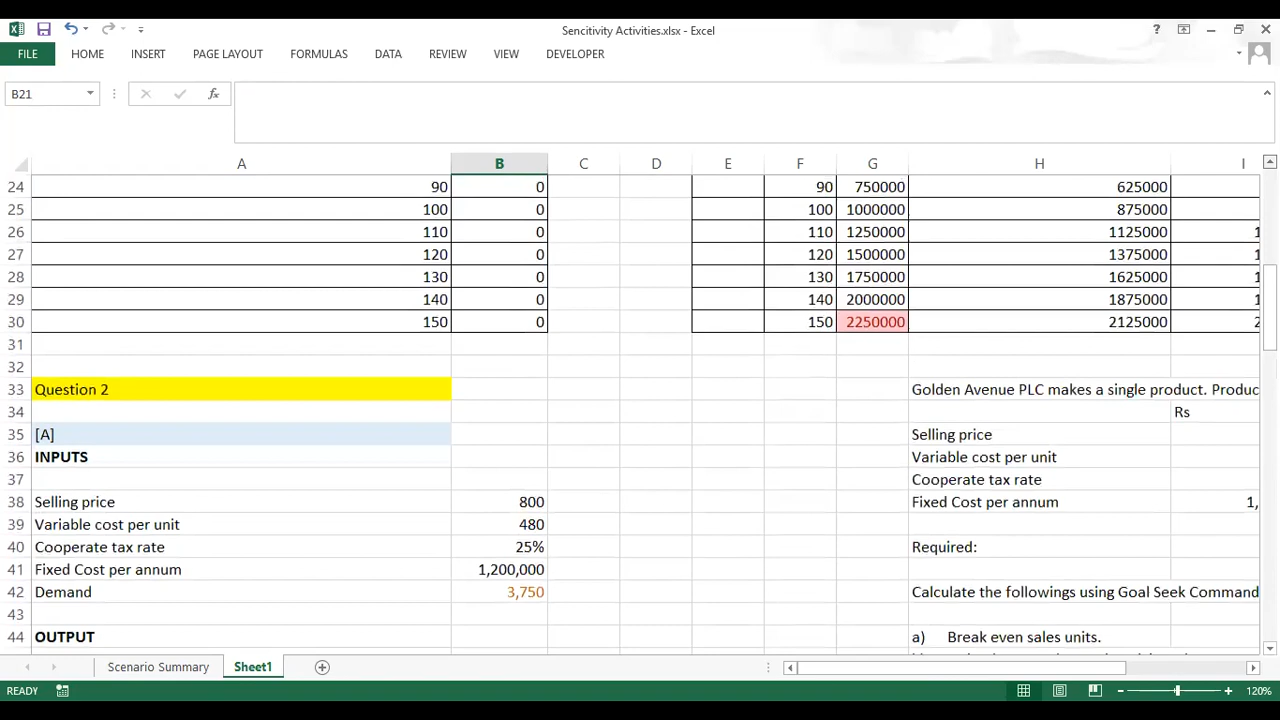 Sencitivity Activities.xlsx - Excel
FILE HOME INSERT PAGE LAYOUT FORMULAS DATA REVIEW VIEW DEVELOPER
B21 fx
A B C D E F G H I
24 90 0 90 750000 625000
25 100 0 100 1000000 875000
26 110 0 110 1250000 1125000 1
27 120 0 120 1500000 1375000 1
28 130 0 130 1750000 1625000 1
29 140 0 140 2000000 1875000 1
30 150 0 150 2250000 2125000 2
31
32
33 Question 2 Golden Avenue PLC makes a single product. Produc
34 Rs
35 [A] Selling price
36 INPUTS Variable cost per unit
37 Cooperate tax rate
38 Selling price 800 Fixed Cost per annum 1,
39 Variable cost per unit 480
40 Cooperate tax rate 25% Required:
41 Fixed Cost per annum 1,200,000
42 Demand 3,750 Calculate the followings using Goal Seek Command
43
44 OUTPUT a) Break even sales units.
Scenario Summary Sheet1
READY 120%